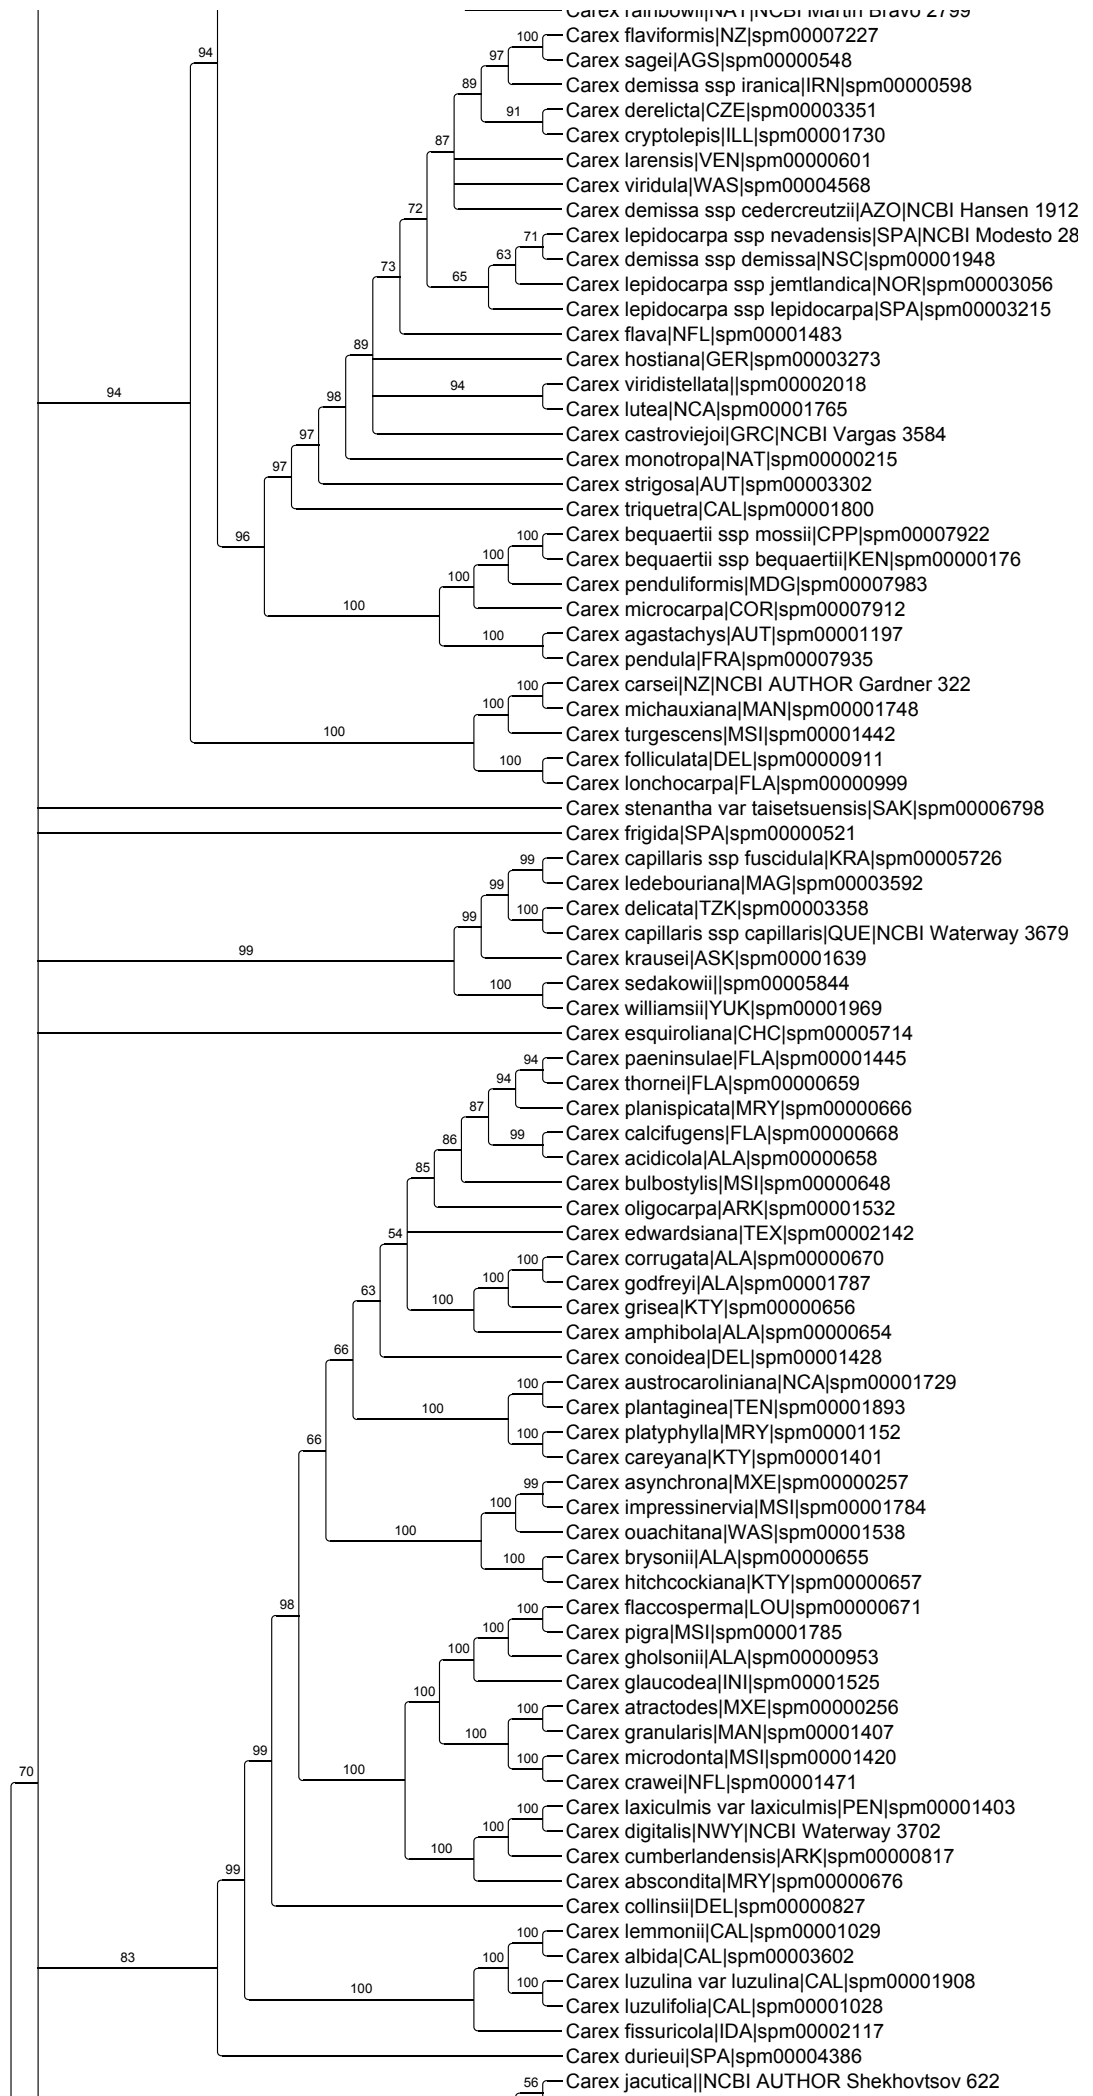 Carex rainbowii|NAT|NCBI Martin Bravo 2799
100 Carex flaviformis|NZ|spm00007227
97 Carex sagei|AGS|spm00000548
94
89 Carex demissa ssp iranica|IRN|spm00000598
91 Carex derelicta|CZE|spm00003351
Carex cryptolepis|ILL|spm00001730
87
Carex larensis|VEN|spm00000601
Carex viridula|WAS|spm00004568
72 Carex demissa ssp cedercreutzii|AZO|NCBI Hansen 1912
71 Carex lepidocarpa ssp nevadensis|SPA|NCBI Modesto 28
63 Carex demissa ssp demissa|NSC|spm00001948
73 65 Carex lepidocarpa ssp jemtlandica|NOR|spm00003056
Carex lepidocarpa ssp lepidocarpa|SPA|spm00003215
Carex flava|NFL|spm00001483
89
Carex hostiana|GER|spm00003273
94 Carex viridistellata||spm00002018
94 98 Carex lutea|NCA|spm00001765
97 Carex castroviejoi|GRC|NCBI Vargas 3584
Carex monotropa|NAT|spm00000215
97
Carex strigosa|AUT|spm00003302
Carex triquetra|CAL|spm00001800
96 100 Carex bequaertii ssp mossii|CPP|spm00007922
100 Carex bequaertii ssp bequaertii|KEN|spm00000176
100 Carex penduliformis|MDG|spm00007983
100 Carex microcarpa|COR|spm00007912
100 Carex agastachys|AUT|spm00001197
Carex pendula|FRA|spm00007935
100 Carex carsei|NZ|NCBI AUTHOR Gardner 322
100 Carex michauxiana|MAN|spm00001748
100 Carex turgescens|MSI|spm00001442
100 Carex folliculata|DEL|spm00000911
Carex lonchocarpa|FLA|spm00000999
Carex stenantha var taisetsuensis|SAK|spm00006798
Carex frigida|SPA|spm00000521
99 Carex capillaris ssp fuscidula|KRA|spm00005726
99 Carex ledebouriana|MAG|spm00003592
99 100 Carex delicata|TZK|spm00003358
Carex capillaris ssp capillaris|QUE|NCBI Waterway 3679
99 Carex krausei|ASK|spm00001639
100 Carex sedakowii||spm00005844
Carex williamsii|YUK|spm00001969
Carex esquiroliana|CHC|spm00005714
94 Carex paeninsulae|FLA|spm00001445
94 Carex thornei|FLA|spm00000659
87 Carex planispicata|MRY|spm00000666
86 99 Carex calcifugens|FLA|spm00000668
Carex acidicola|ALA|spm00000658
85
Carex bulbostylis|MSI|spm00000648
Carex oligocarpa|ARK|spm00001532
54 Carex edwardsiana|TEX|spm00002142
100 Carex corrugata|ALA|spm00000670
100 Carex godfreyi|ALA|spm00001787
63 100 Carex grisea|KTY|spm00000656
Carex amphibola|ALA|spm00000654
66 Carex conoidea|DEL|spm00001428
100 Carex austrocaroliniana|NCA|spm00001729
100 Carex plantaginea|TEN|spm00001893
66 100 Carex platyphylla|MRY|spm00001152
Carex careyana|KTY|spm00001401
99 Carex asynchrona|MXE|spm00000257
100 Carex impressinervia|MSI|spm00001784
100 Carex ouachitana|WAS|spm00001538
100 Carex brysonii|ALA|spm00000655
Carex hitchcockiana|KTY|spm00000657
98 100 Carex flaccosperma|LOU|spm00000671
100 Carex pigra|MSI|spm00001785
100 Carex gholsonii|ALA|spm00000953
Carex glaucodea|INI|spm00001525
100 100 Carex atractodes|MXE|spm00000256
100 Carex granularis|MAN|spm00001407
99 100 Carex microdonta|MSI|spm00001420
70 100 Carex crawei|NFL|spm00001471
100 Carex laxiculmis var laxiculmis|PEN|spm00001403
100 Carex digitalis|NWY|NCBI Waterway 3702
100 Carex cumberlandensis|ARK|spm00000817
99 Carex abscondita|MRY|spm00000676
Carex collinsii|DEL|spm00000827
100 Carex lemmonii|CAL|spm00001029
83 100 Carex albida|CAL|spm00003602
100 100 Carex luzulina var luzulina|CAL|spm00001908
Carex luzulifolia|CAL|spm00001028
Carex fissuricola|IDA|spm00002117
Carex durieui|SPA|spm00004386
56 Carex jacutica||NCBI AUTHOR Shekhovtsov 622